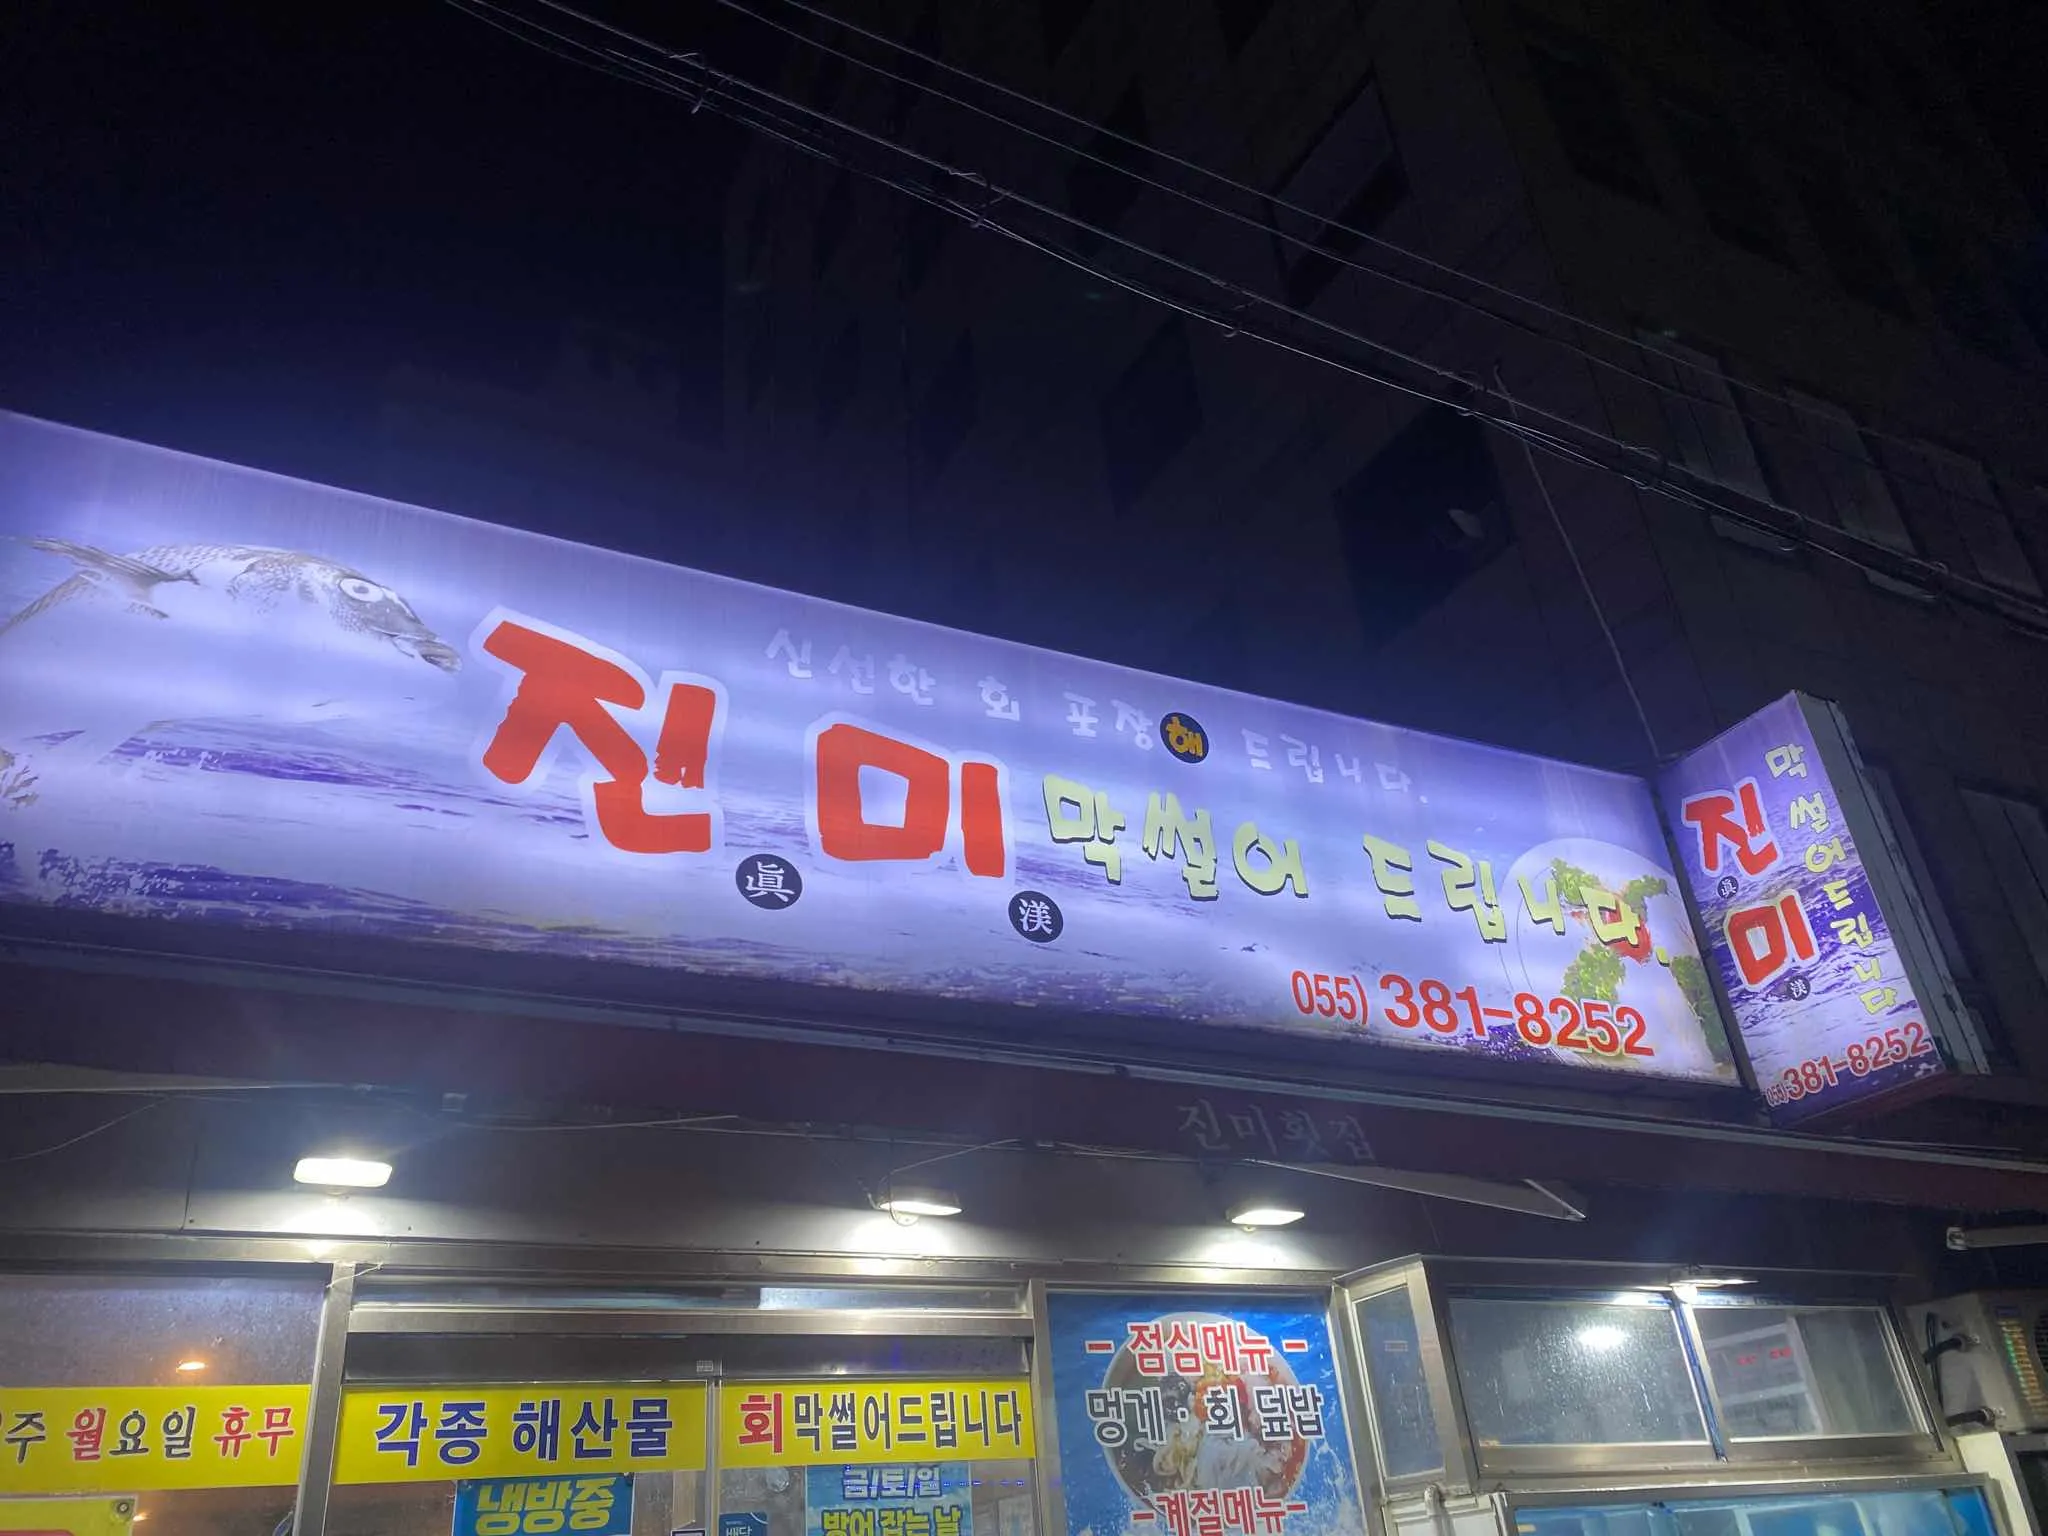 신선한 회 포장해 드립니다.
진미 막썰어 드립니다.
眞 渼
055) 381-8252
막썰어드립니다
진미
眞 渼
055) 381-8252
진미횟집
주 월요일 휴무
각종 해산물
회막썰어드립니다
- 점심메뉴 -
멍게·회 덮밥
-계절메뉴-
냉방중
금/토/일
방어 잡는 날
배달